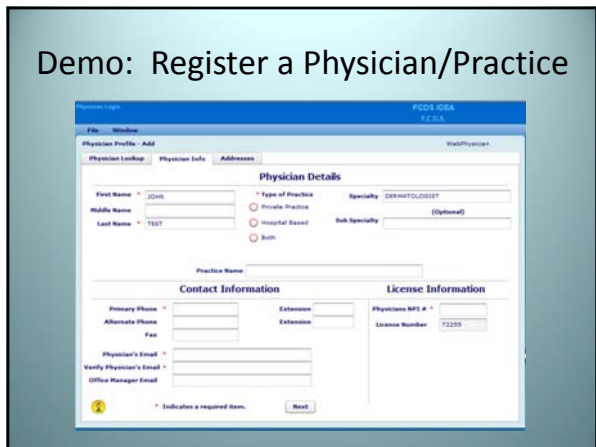 Demo: Register a Physician/Practice
Physician Login
FCDS IDEA
F.C.D.S.
File Window
Physician Profile - Add
WebPhysician
Physician Lookup Physician Info Addresses
Physician Details
First Name * JOHN
* Type of Practice
Specialty DERMATOLOGIST
Middle Name
Private Practice
(Optional)
Last Name * TEST
Hospital Based
Sub Specialty
Both
Practice Name
Contact Information
License Information
Primary Phone *
Extension
Physicians NPI # *
Alternate Phone
Extension
License Number 72255
Fax
Physician's Email *
Verify Physician's Email *
Office Manager Email
* Indicates a required item.
Next